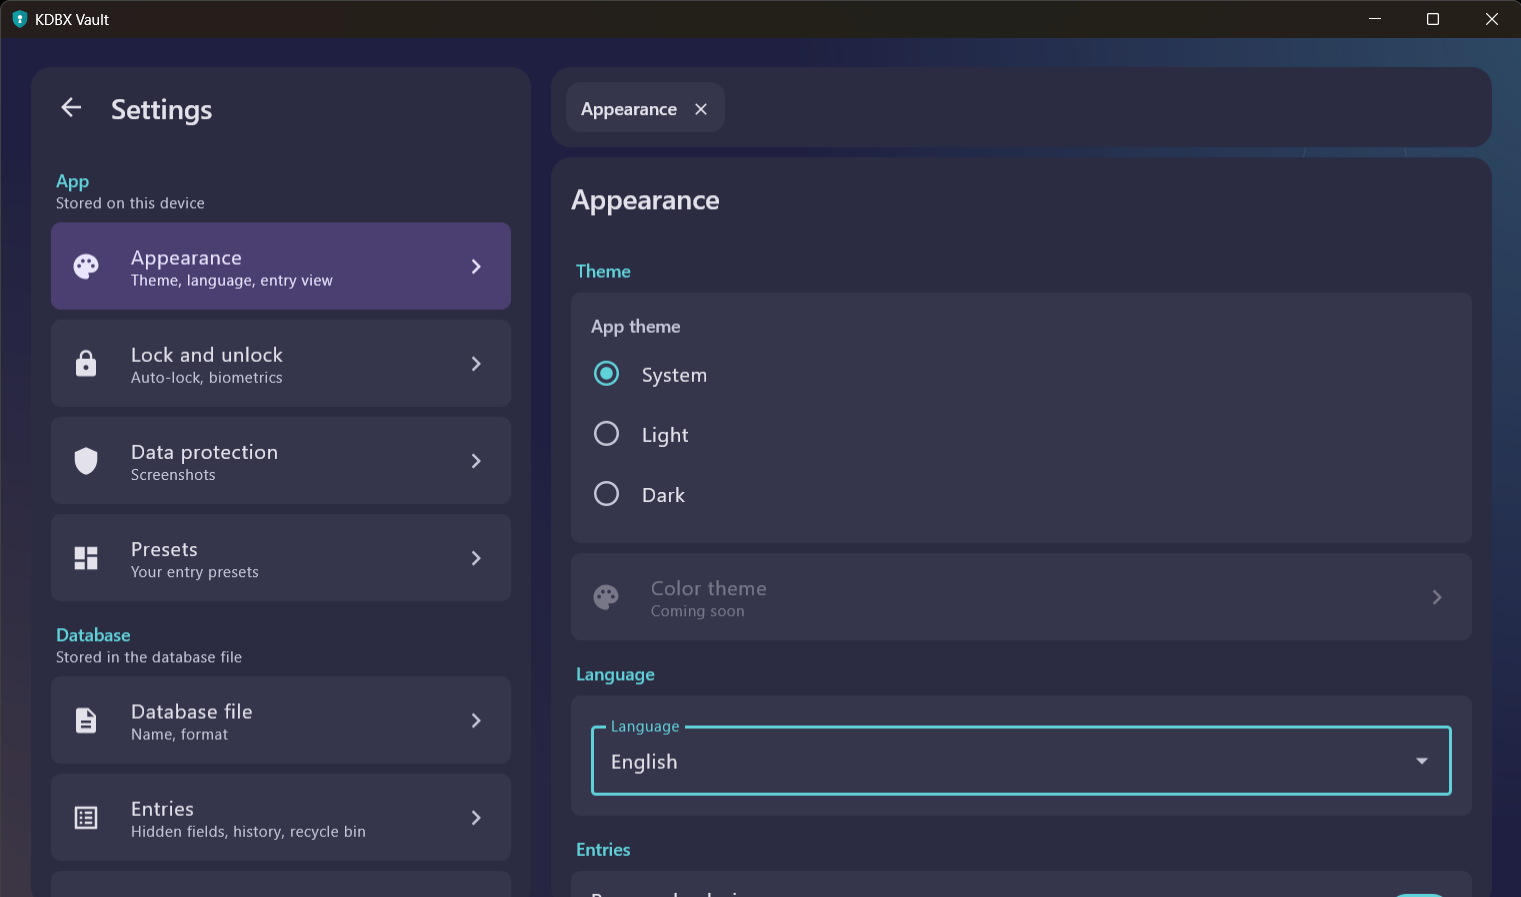 KDBX Vault
Settings
App
Stored on this device
Appearance
Theme, language, entry view
Lock and unlock
Auto-lock, biometrics
Data protection
Screenshots
Presets
Your entry presets
Database
Stored in the database file
Database file
Name, format
Entries
Hidden fields, history, recycle bin
Appearance
Appearance
Theme
App theme
System
Light
Dark
Color theme
Coming soon
Language
Language
English
Entries